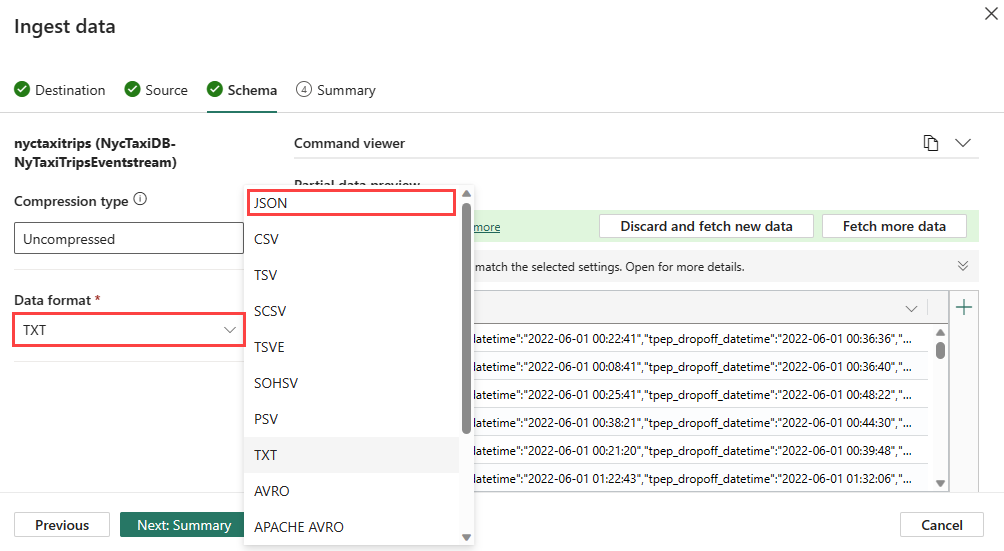 Ingest data
Destination
Source
Schema
4
Summary
nyctaxitrips (NycTaxiDB-
NyTaxiTripsEventstream)
Compression type
Uncompressed
Data format *
TXT
JSON
CSV
TSV
SCSV
TSVE
SOHSV
PSV
TXT
AVRO
APACHE AVRO
Command viewer
Partial data preview
more
Discard and fetch new data
Fetch more data
match the selected settings. Open for more details.
datetime":"2022-06-01 00:22:41","tpep_dropoff_datetime":"2022-06-01 00:36:36","...
datetime":"2022-06-01 00:08:41","tpep_dropoff_datetime":"2022-06-01 00:36:40","...
datetime":"2022-06-01 00:25:41","tpep_dropoff_datetime":"2022-06-01 00:48:22","...
datetime":"2022-06-01 00:38:21","tpep_dropoff_datetime":"2022-06-01 00:44:30","...
datetime":"2022-06-01 00:21:20","tpep_dropoff_datetime":"2022-06-01 00:39:48","...
datetime":"2022-06-01 01:22:43","tpep_dropoff_datetime":"2022-06-01 01:32:06","...
Previous
Next: Summary
Cancel